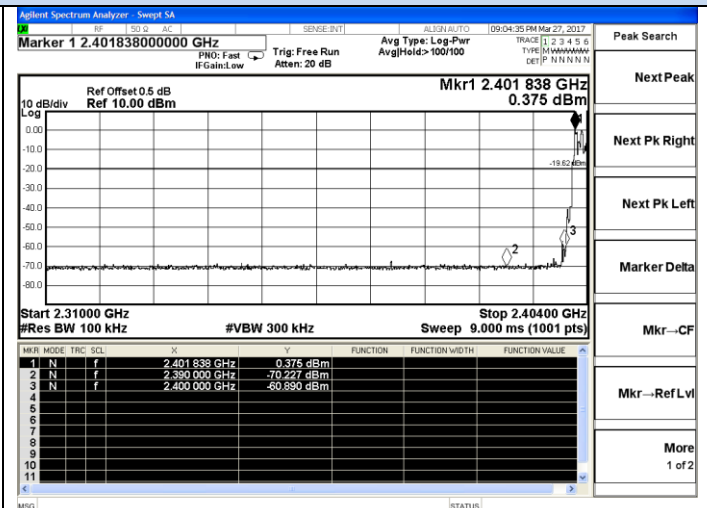 Agilent Spectrum Analyzer - Swept SA
RF 50 Ω AC SENSE:INT ALIGN AUTO 09:04:35 PM Mar 27, 2017
Marker 1 2.401838000000 GHz
PNO: Fast
IFGain:Low
Trig: Free Run
Atten: 20 dB
Avg Type: Log-Pwr
Avg|Hold:> 100/100
TRACE 1 2 3 4 5 6
TYPE M
DET P N N N N N
Peak Search
Next Peak
Next Pk Right
Next Pk Left
Marker Delta
Mkr→CF
Mkr→Ref Lvl
More
1 of 2
Ref Offset 0.5 dB
10 dB/div Ref 10.00 dBm
Log
Mkr1 2.401 838 GHz
0.375 dBm
0.00
-10.0
-20.0
-30.0
-40.0
-50.0
-60.0
-70.0
-80.0
-19.62 dBm
1
2
3
Start 2.31000 GHz Stop 2.40400 GHz
#Res BW 100 kHz #VBW 300 kHz Sweep 9.000 ms (1001 pts)
MKR MODE TRC SCL X Y FUNCTION FUNCTION WIDTH FUNCTION VALUE
1 N f 2.401 838 GHz 0.375 dBm
2 N f 2.390 000 GHz -70.227 dBm
3 N f 2.400 000 GHz -60.890 dBm
4
5
6
7
8
9
10
11
MSG STATUS